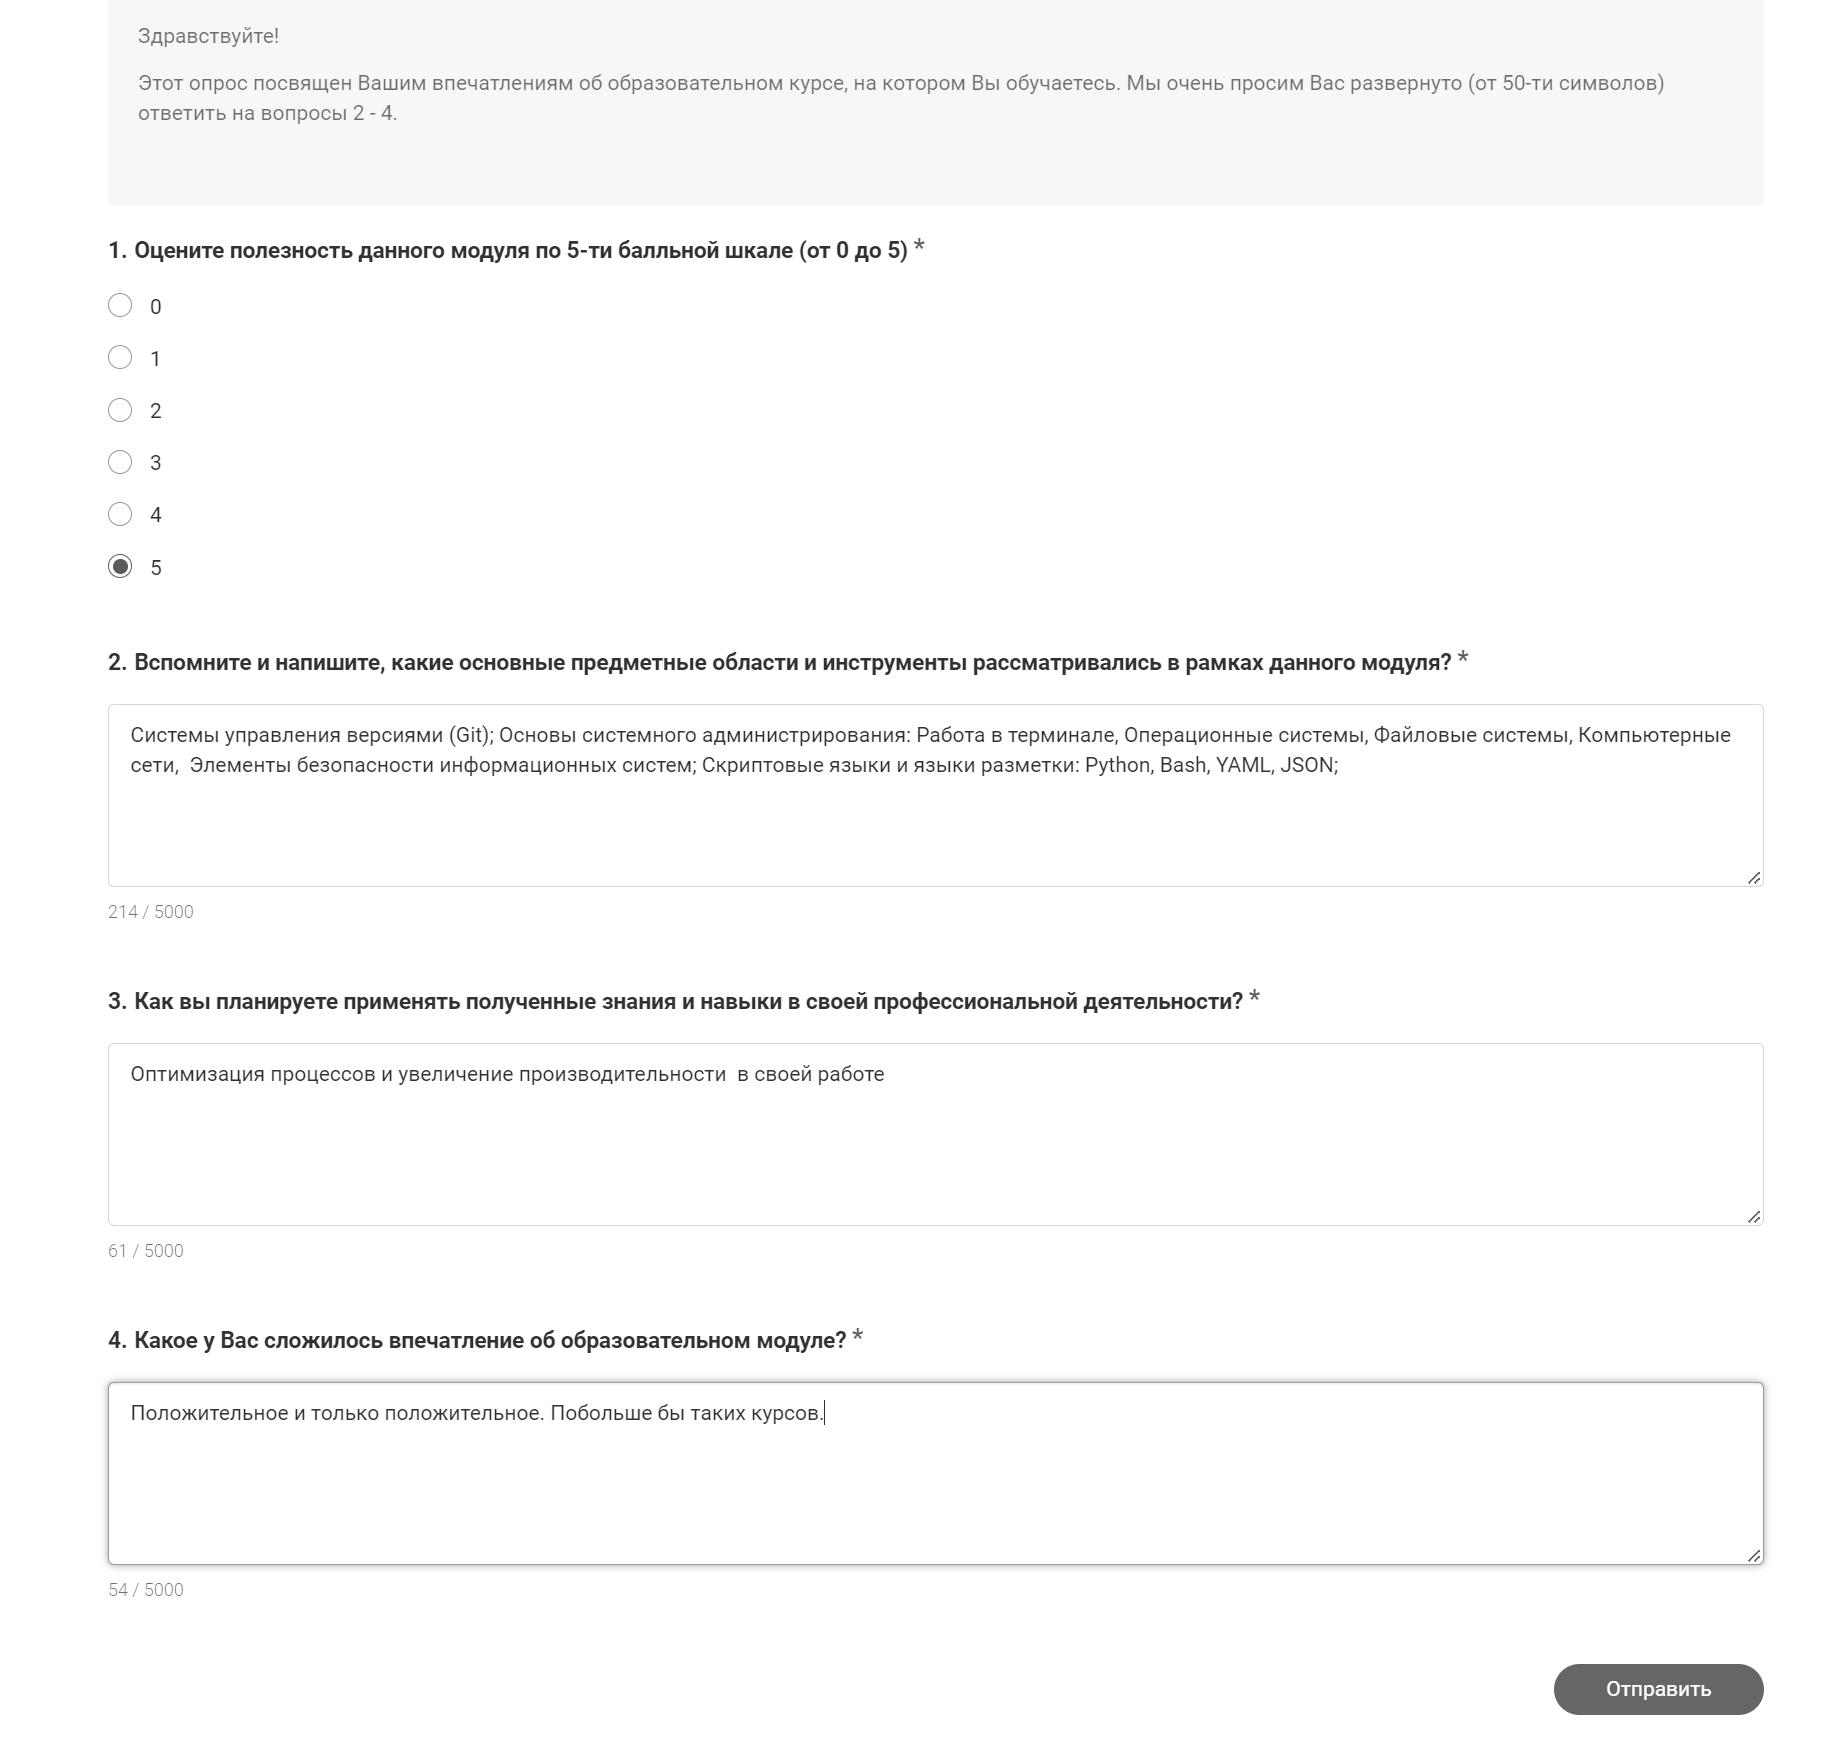 Здравствуйте!
Этот опрос посвящен Вашим впечатлениям об образовательном курсе, на котором Вы обучаетесь. Мы очень просим Вас развернуто (от 50-ти символов)
ответить на вопросы 2 - 4.
1. Оцените полезность данного модуля по 5-ти балльной шкале (от 0 до 5) *
0
1
2
3
4
5
2. Вспомните и напишите, какие основные предметные области и инструменты рассматривались в рамках данного модуля? *
Системы управления версиями (Git); Основы системного администрирования: Работа в терминале, Операционные системы, Файловые системы, Компьютерные
сети,  Элементы безопасности информационных систем; Скриптовые языки и языки разметки: Python, Bash, YAML, JSON;
214 / 5000
3. Как вы планируете применять полученные знания и навыки в своей профессиональной деятельности? *
Оптимизация процессов и увеличение производительности  в своей работе
61 / 5000
4. Какое у Вас сложилось впечатление об образовательном модуле? *
Положительное и только положительное. Побольше бы таких курсов.
54 / 5000
Отправить